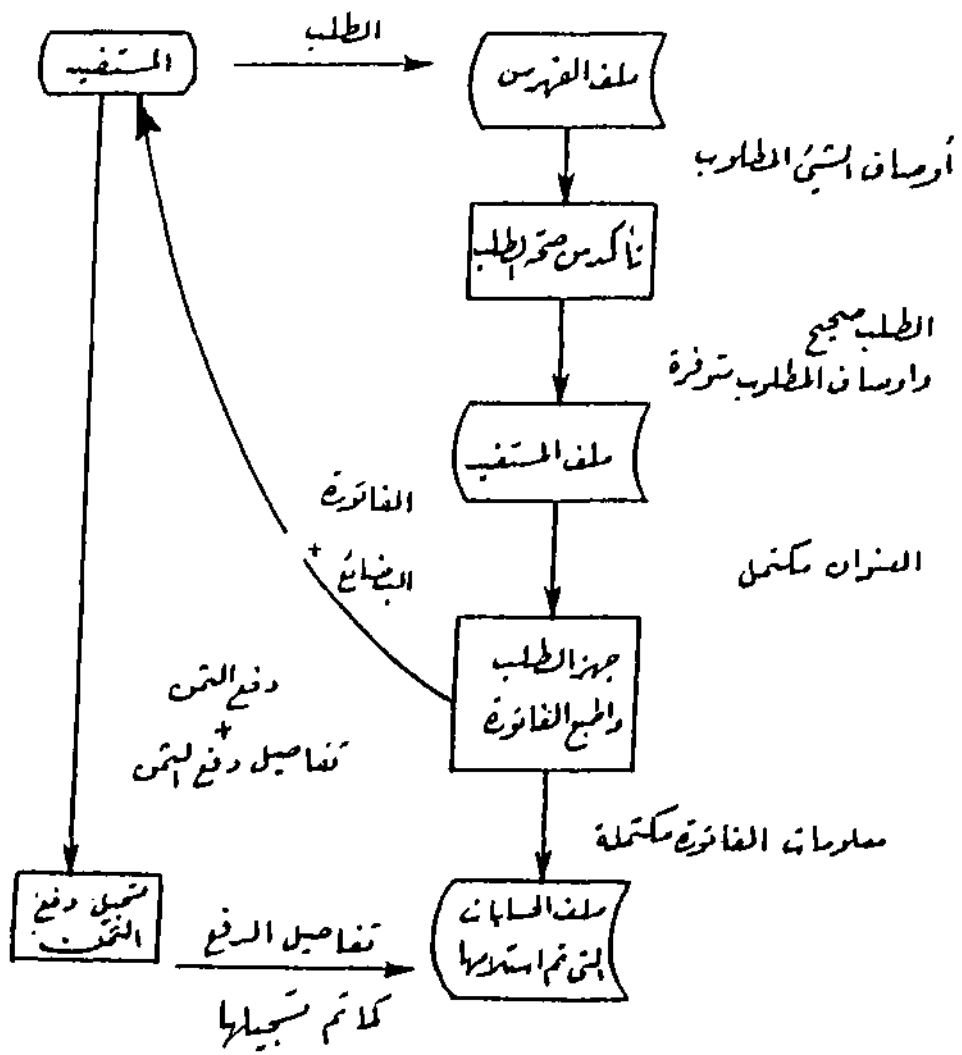 الطلب
المستفيد
ملف الفهرس
أوصاف الشيئ المطلوب
تأكد من صحة الطلب
الطلب صحيح
واوصاف المطلوب متوفرة
ملف المستفيد
الفاتورة
+
البضائع
العنوان مكتمل
جهز الطلب
واطبع الفاتورة
دفع الثمن
+
تفاصيل دفع الثمن
معلومات الفاتورة مكتملة
تسجيل دفع
الثمن
ملف الحسابات
التي تم استلامها
تفاصيل الدفع
كما تم تسجيلها